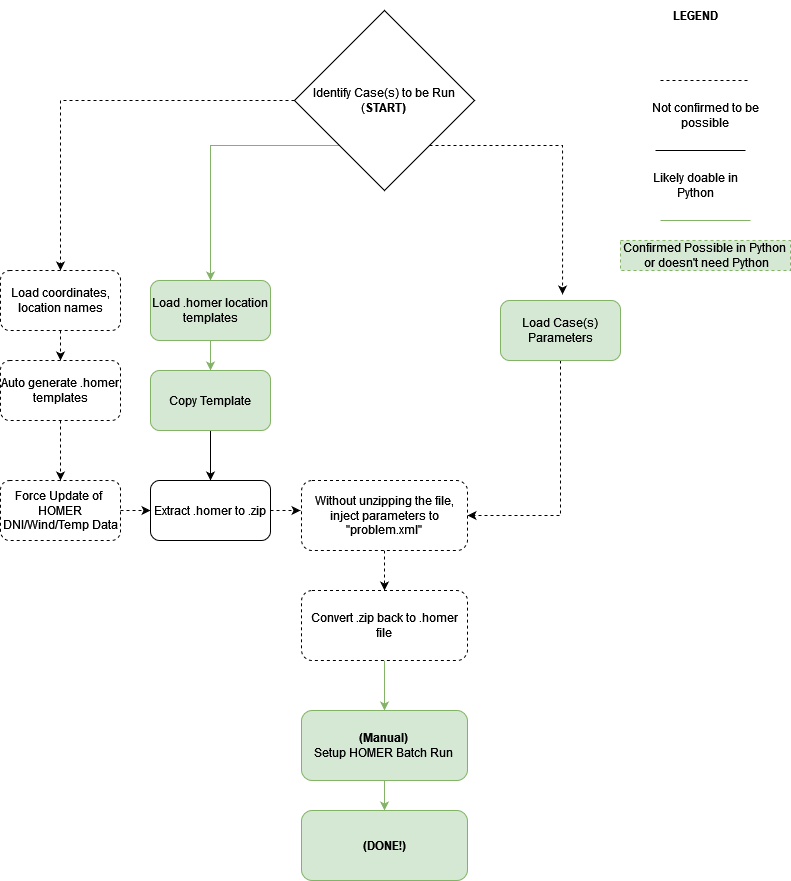 LEGEND
Identify Case(s) to be Run
(START)
Not confirmed to be
possible
Likely doable in
Python
Confirmed Possible in Python
or doesn't need Python
Load coordinates,
location names
Load .homer location
templates
Load Case(s)
Parameters
Auto generate .homer
templates
Copy Template
Force Update of
HOMER
DNI/Wind/Temp Data
Extract .homer to .zip
Without unzipping the file,
inject parameters to
"problem.xml"
Convert .zip back to .homer
file
(Manual)
Setup HOMER Batch Run
(DONE!)